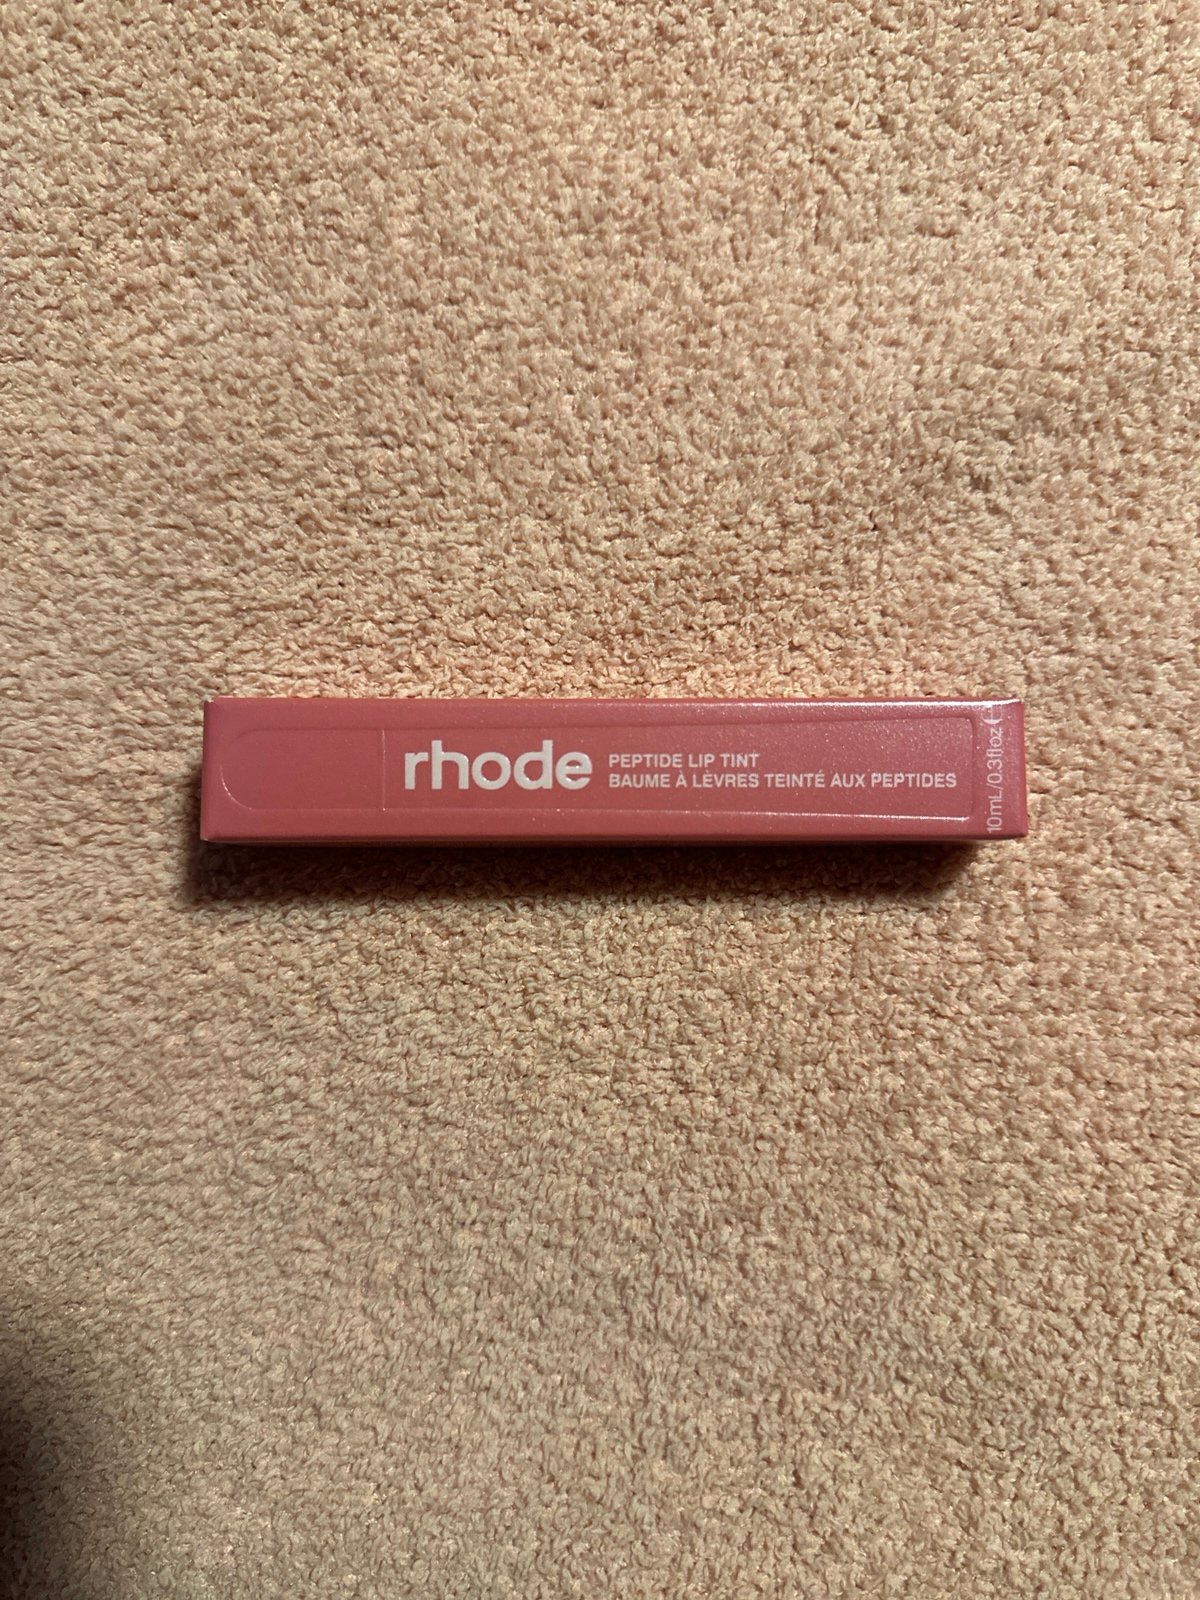 rhode
PEPTIDE LIP TINT
BAUME À LÈVRES TEINTÉ AUX PEPTIDES
10mL/0.3fl oz